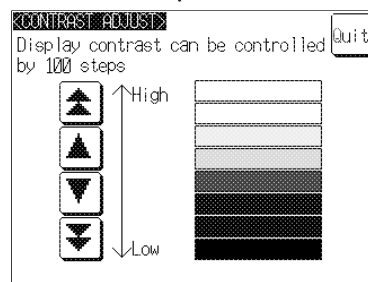 <CONTRAST ADJUST>
Display contrast can be controlled
by 100 steps
Quit
High
Low